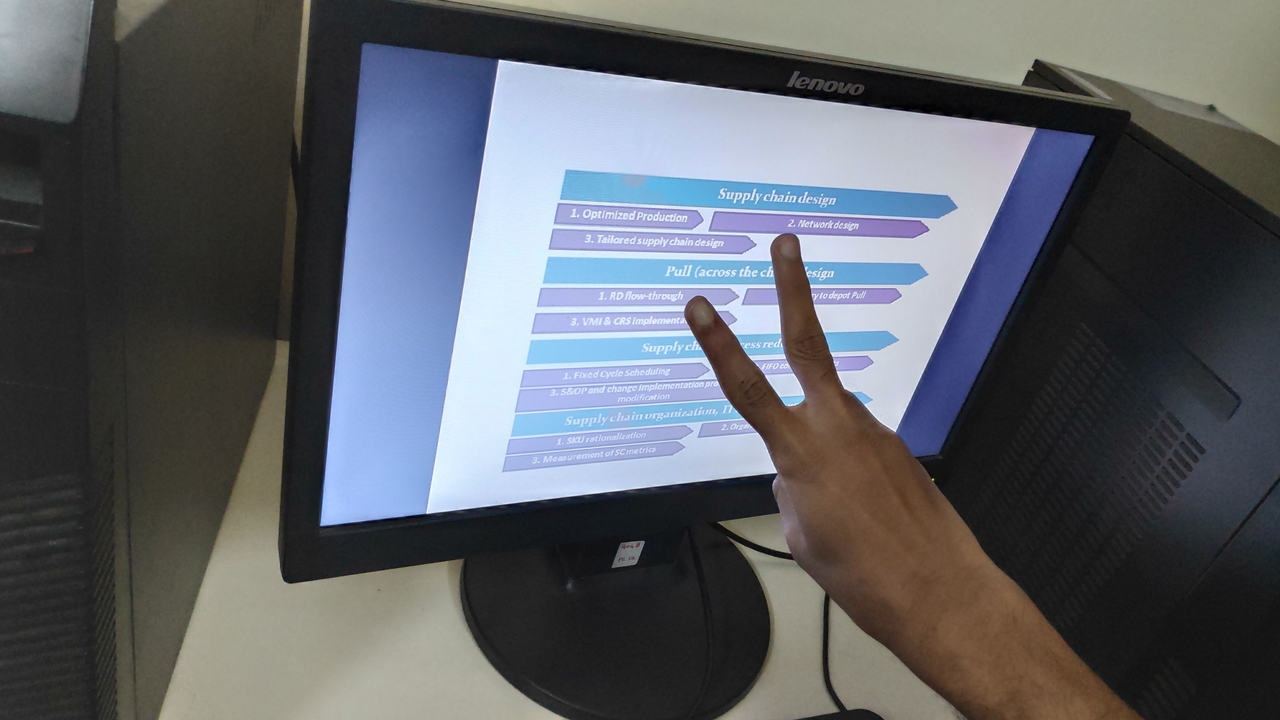 lenovo
Supply chain design
1. Optimized Production
2. Network design
3. Tailored supply chain design
Pull (across the ch design
1. RD flow-through
ry to depot Pull
3. VMI & CRS Implementa
Supply ch cess red
1. Fixed Cycle Scheduling
FIFO
3. S&OP and change implementation pro
modification
Supply chain organization, IT
1. SKU rationalization
2. Orga
3. Measurement of SC metrics